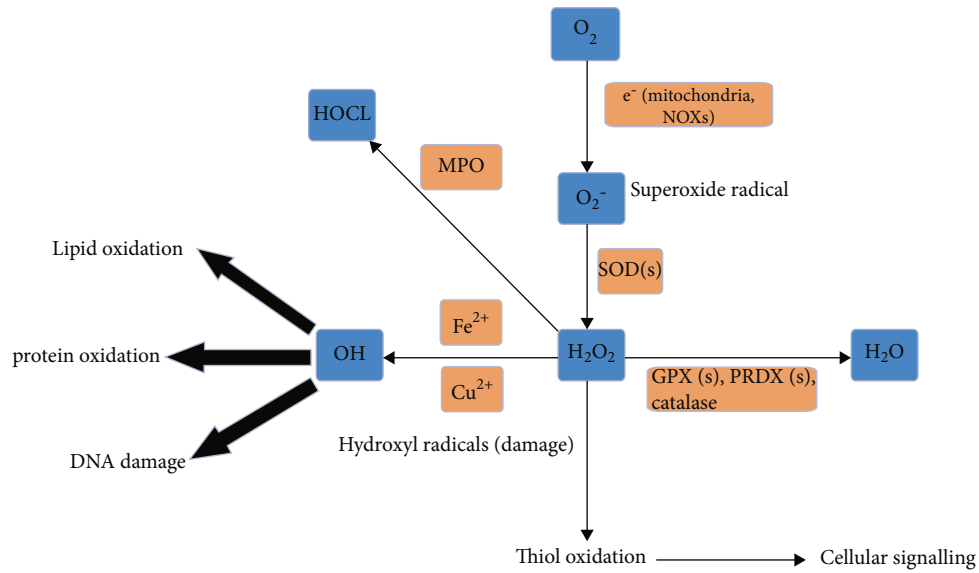 O₂
e⁻ (mitochondria,
NOXs)
HOCL
MPO
O₂⁻
Superoxide radical
SOD(s)
Lipid oxidation
Fe²⁺
protein oxidation
OH
H₂O₂
H₂O
Cu²⁺
GPX (s), PRDX (s),
catalase
Hydroxyl radicals (damage)
DNA damage
Thiol oxidation
Cellular signalling